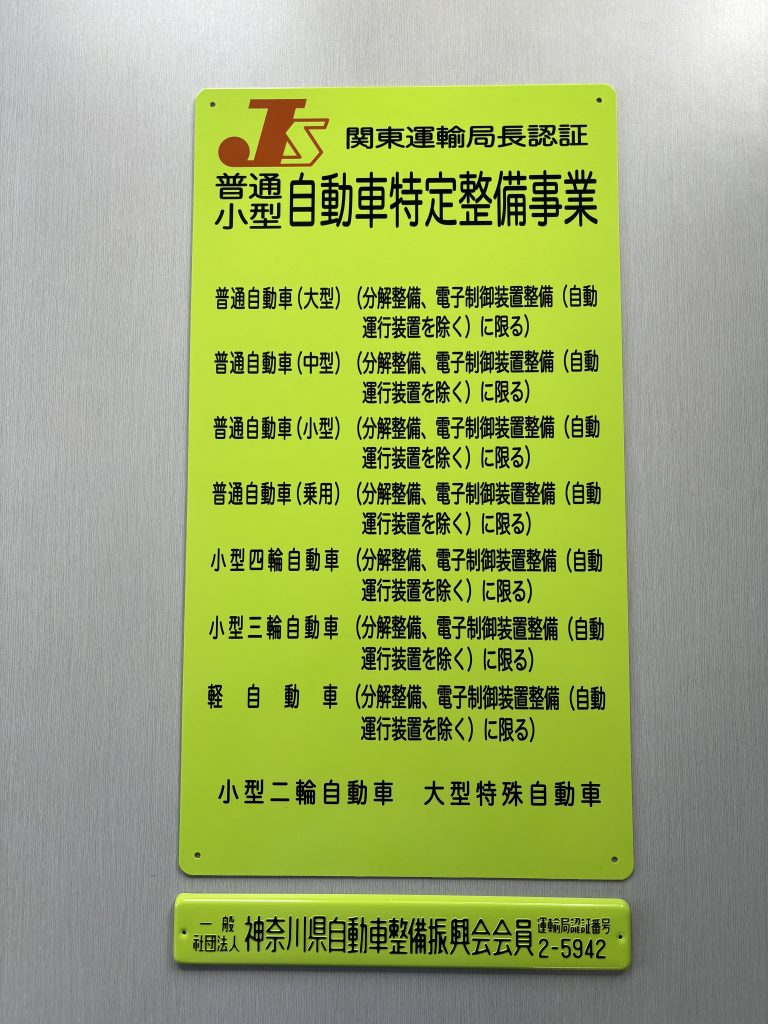 JS 関東運輸局長認証
普通
小型 自動車特定整備事業
普通自動車(大型) (分解整備、電子制御装置整備(自動
運行装置を除く)に限る)
普通自動車(中型) (分解整備、電子制御装置整備(自動
運行装置を除く)に限る)
普通自動車(小型) (分解整備、電子制御装置整備(自動
運行装置を除く)に限る)
普通自動車(乗用) (分解整備、電子制御装置整備(自動
運行装置を除く)に限る)
小型四輪自動車 (分解整備、電子制御装置整備(自動
運行装置を除く)に限る)
小型三輪自動車 (分解整備、電子制御装置整備(自動
運行装置を除く)に限る)
軽自動車 (分解整備、電子制御装置整備(自動
運行装置を除く)に限る)
小型二輪自動車 大型特殊自動車
一般
社団法人 神奈川県自動車整備振興会会員 運輸局認証番号
2-5942